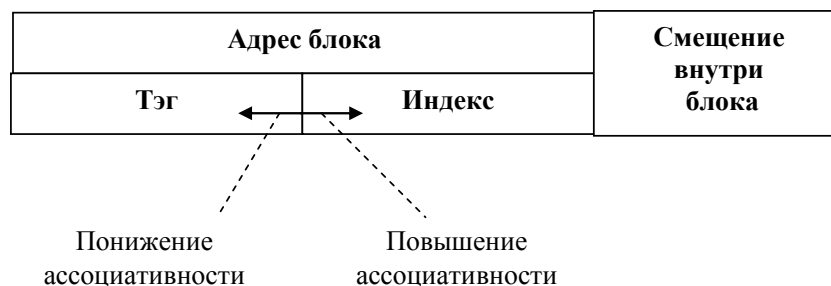 Адрес блока
Смещение
внутри
блока
Тэг
Индекс
Понижение
ассоциативности
Повышение
ассоциативности